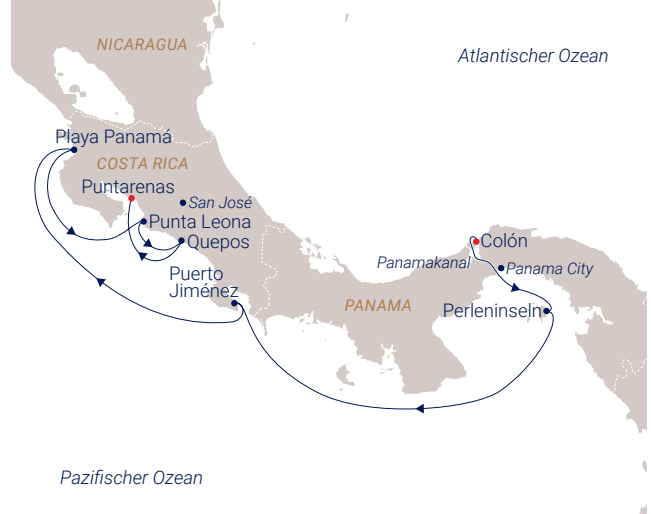 NICARAGUA
Atlantischer Ozean
Playa Panamá
COSTA RICA
Puntarenas
San José
Punta Leona
Quepos
Colón
Panamakanal
Panama City
Puerto
Jiménez
PANAMA
Perleninseln
Pazifischer Ozean